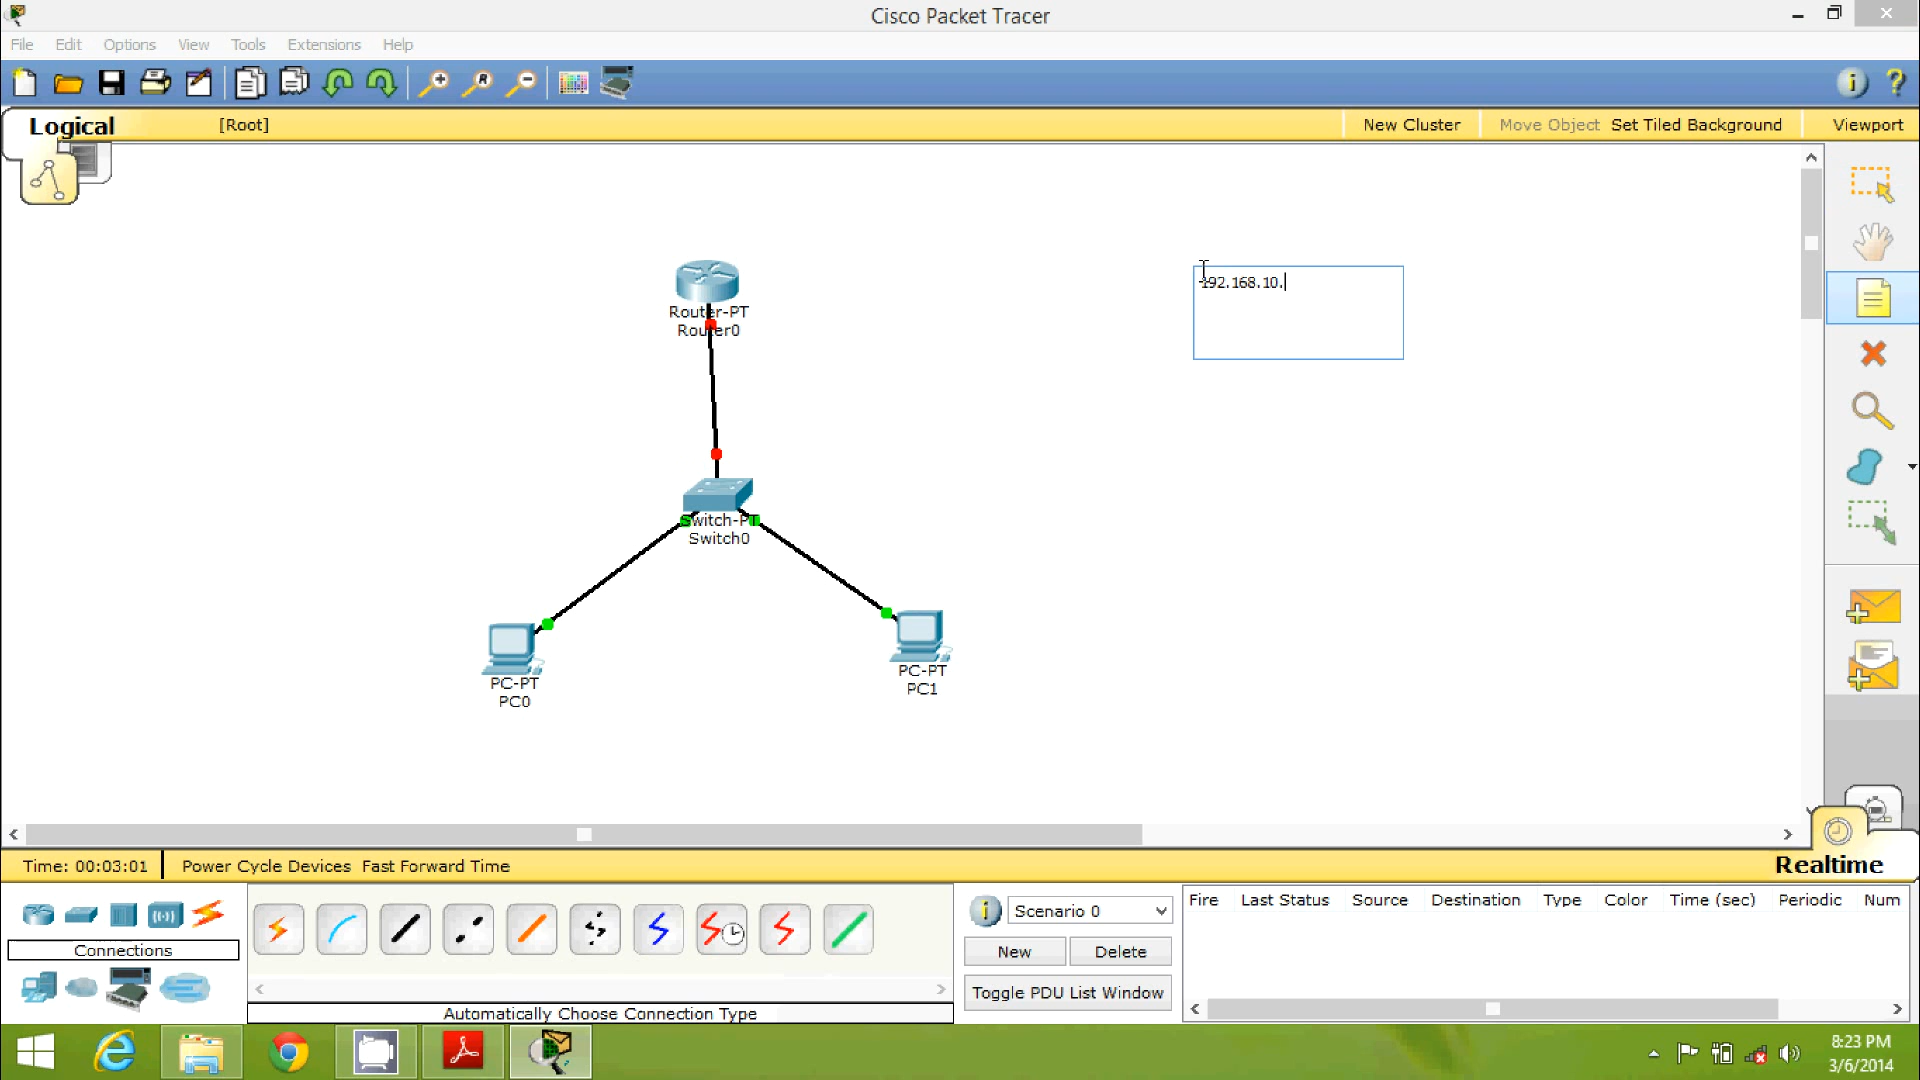 Cisco Packet Tracer
File Edit Options View Tools Extensions Help
Logical [Root] New Cluster Move Object Set Tiled Background Viewport
192.168.10.
Router-PT
Router0
Switch-PT
Switch0
PC-PT
PC0
PC-PT
PC1
Time: 00:03:01 Power Cycle Devices Fast Forward Time Realtime
Connections
Automatically Choose Connection Type
Scenario 0
New Delete
Toggle PDU List Window
Fire Last Status Source Destination Type Color Time (sec) Periodic Num
8:23 PM
3/6/2014